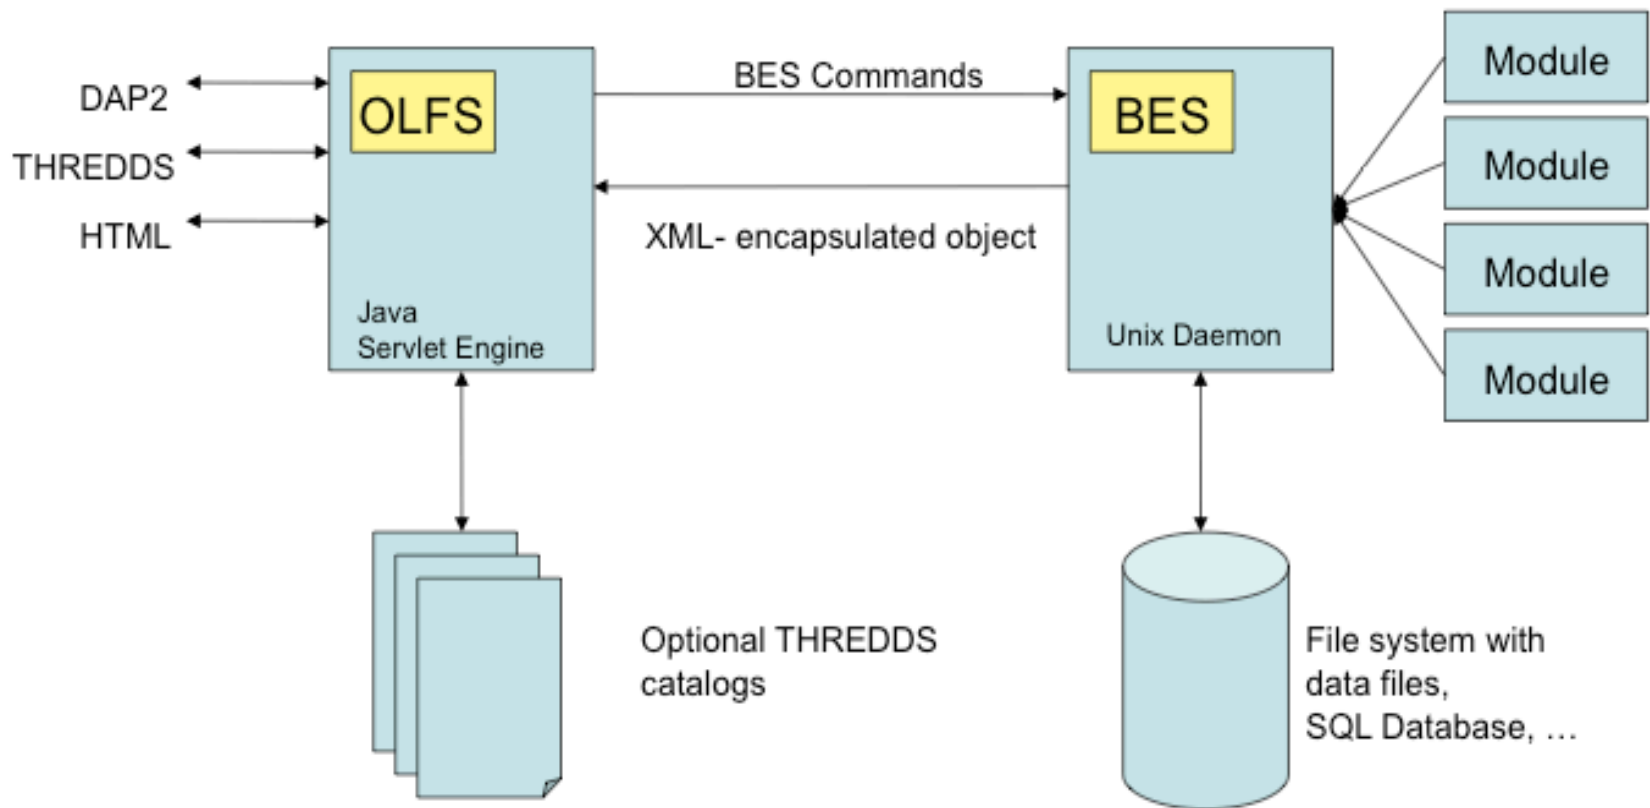 DAP2
THREDDS
HTML
OLFS
Java
Servlet Engine
BES Commands
XML- encapsulated object
BES
Unix Daemon
Module
Module
Module
Module
Optional THREDDS
catalogs
File system with
data files,
SQL Database, …